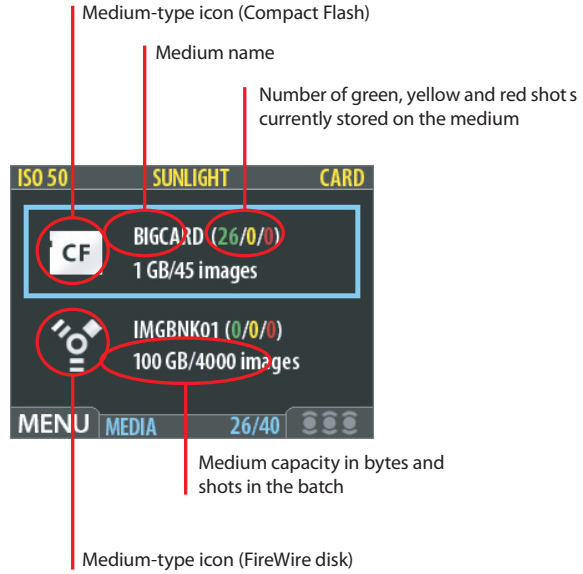 Medium-type icon (Compact Flash)
Medium name
Number of green, yellow and red shots
currently stored on the medium
ISO 50 SUNLIGHT CARD
CF
BIGCARD (26/0/0)
1 GB/45 images
IMGBNK01 (0/0/0)
100 GB/4000 images
MENU MEDIA 26/40
Medium capacity in bytes and
shots in the batch
Medium-type icon (FireWire disk)